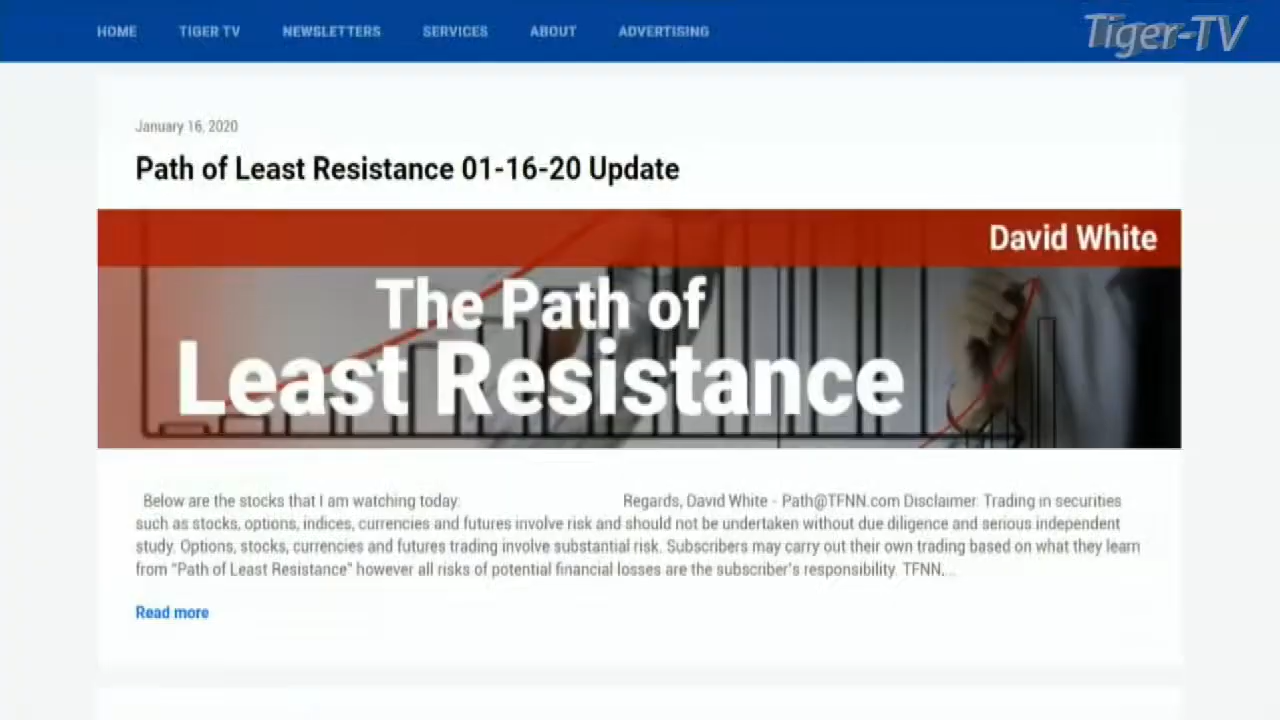 HOME TIGER TV NEWSLETTERS SERVICES ABOUT ADVERTISING Tiger-TV
January 16, 2020
Path of Least Resistance 01-16-20 Update
David White
The Path of
Least Resistance
Below are the stocks that I am watching today: Regards, David White - Path@TFNN.com Disclaimer: Trading in securities
such as stocks, options, indices, currencies and futures involve risk and should not be undertaken without due diligence and serious independent
study. Options, stocks, currencies and futures trading involve substantial risk. Subscribers may carry out their own trading based on what they learn
from "Path of Least Resistance" however all risks of potential financial losses are the subscriber's responsibility. TFNN,...
Read more